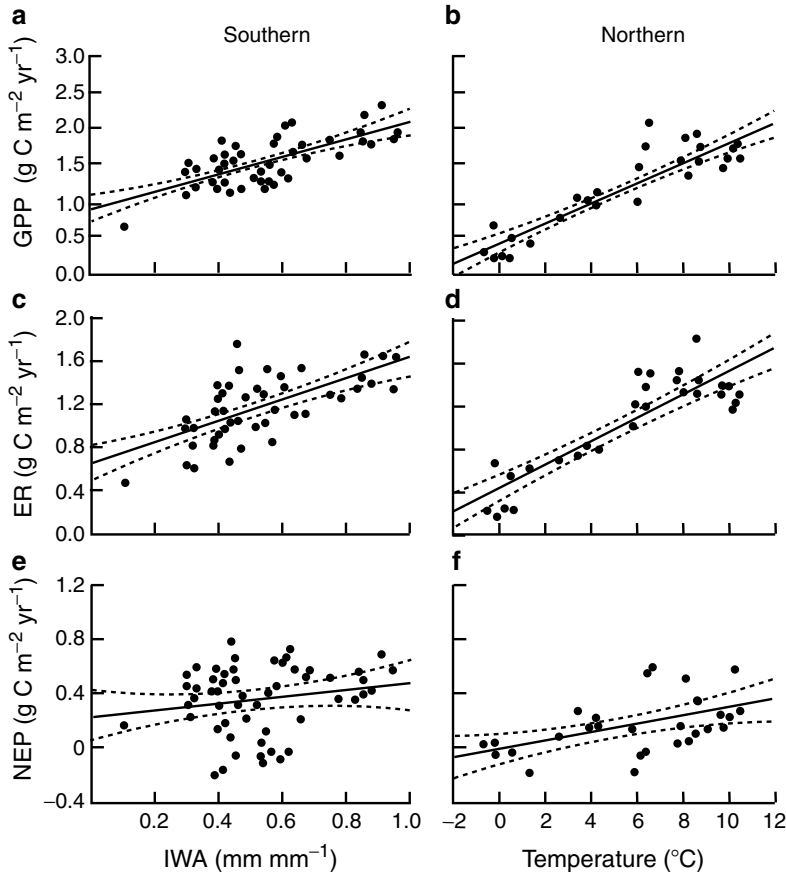 a
Southern
b
Northern
GPP (g C m⁻² yr⁻¹)
3.0
2.5
2.0
1.5
1.0
0.5
0.0
c
d
ER (g C m⁻² yr⁻¹)
2.0
1.6
1.2
0.8
0.4
0.0
e
f
NEP (g C m⁻² yr⁻¹)
1.2
0.8
0.4
0
−0.4
0.2 0.4 0.6 0.8 1.0
IWA (mm mm⁻¹)
−2 0 2 4 6 8 10 12
Temperature (°C)